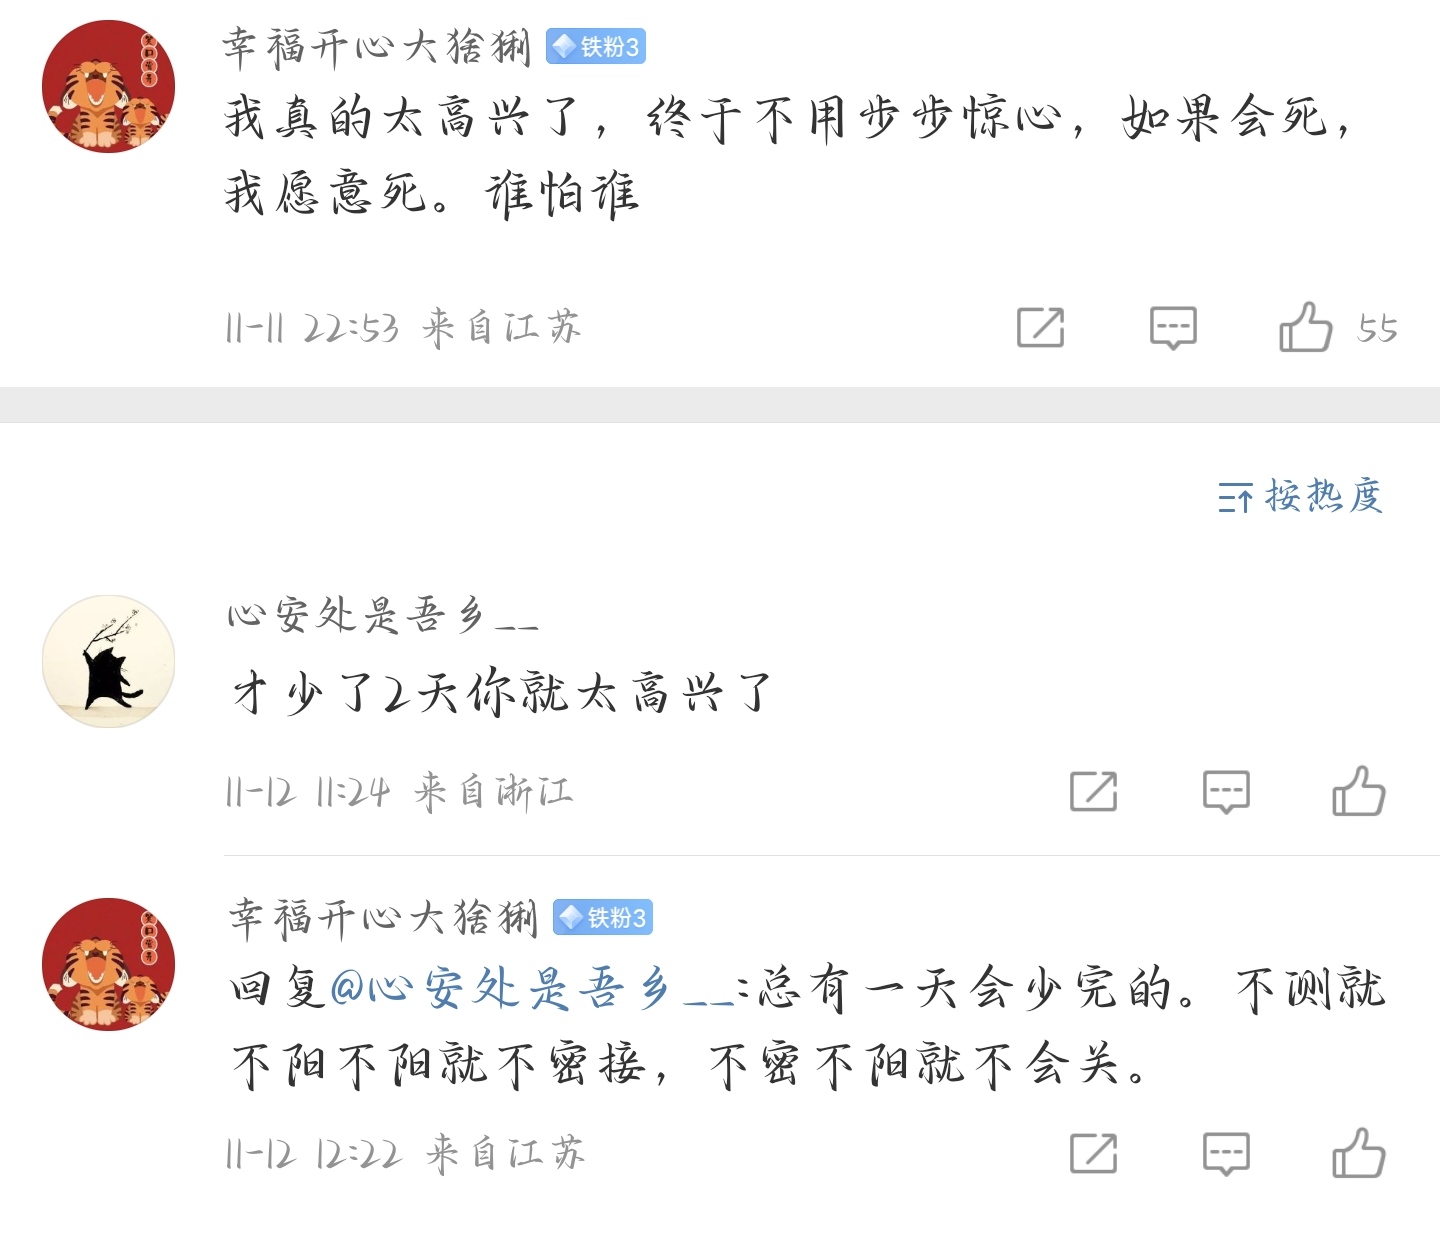 幸福开心大猞猁 铁粉3
我真的太高兴了，终于不用步步惊心，如果会死，
我愿意死。谁怕谁
11-11 22:53 来自江苏 55
按热度
心安处是吾乡__
才少了2天你就太高兴了
11-12 11:24 来自浙江
幸福开心大猞猁 铁粉3
回复@心安处是吾乡__:总有一天会少完的。不测就
不阳不阳就不密接，不密不阳就不会关。
11-12 12:22 来自江苏